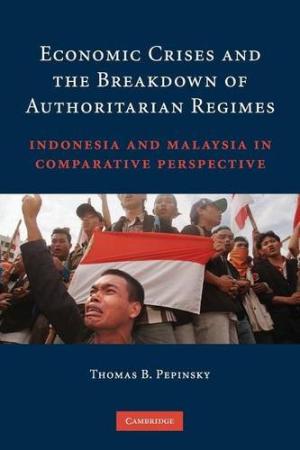 ECONOMIC CRISES AND
THE BREAKDOWN OF
AUTHORITARIAN REGIMES
INDONESIA AND MALAYSIA IN
COMPARATIVE PERSPECTIVE
THOMAS B. PEPINSKY
CAMBRIDGE